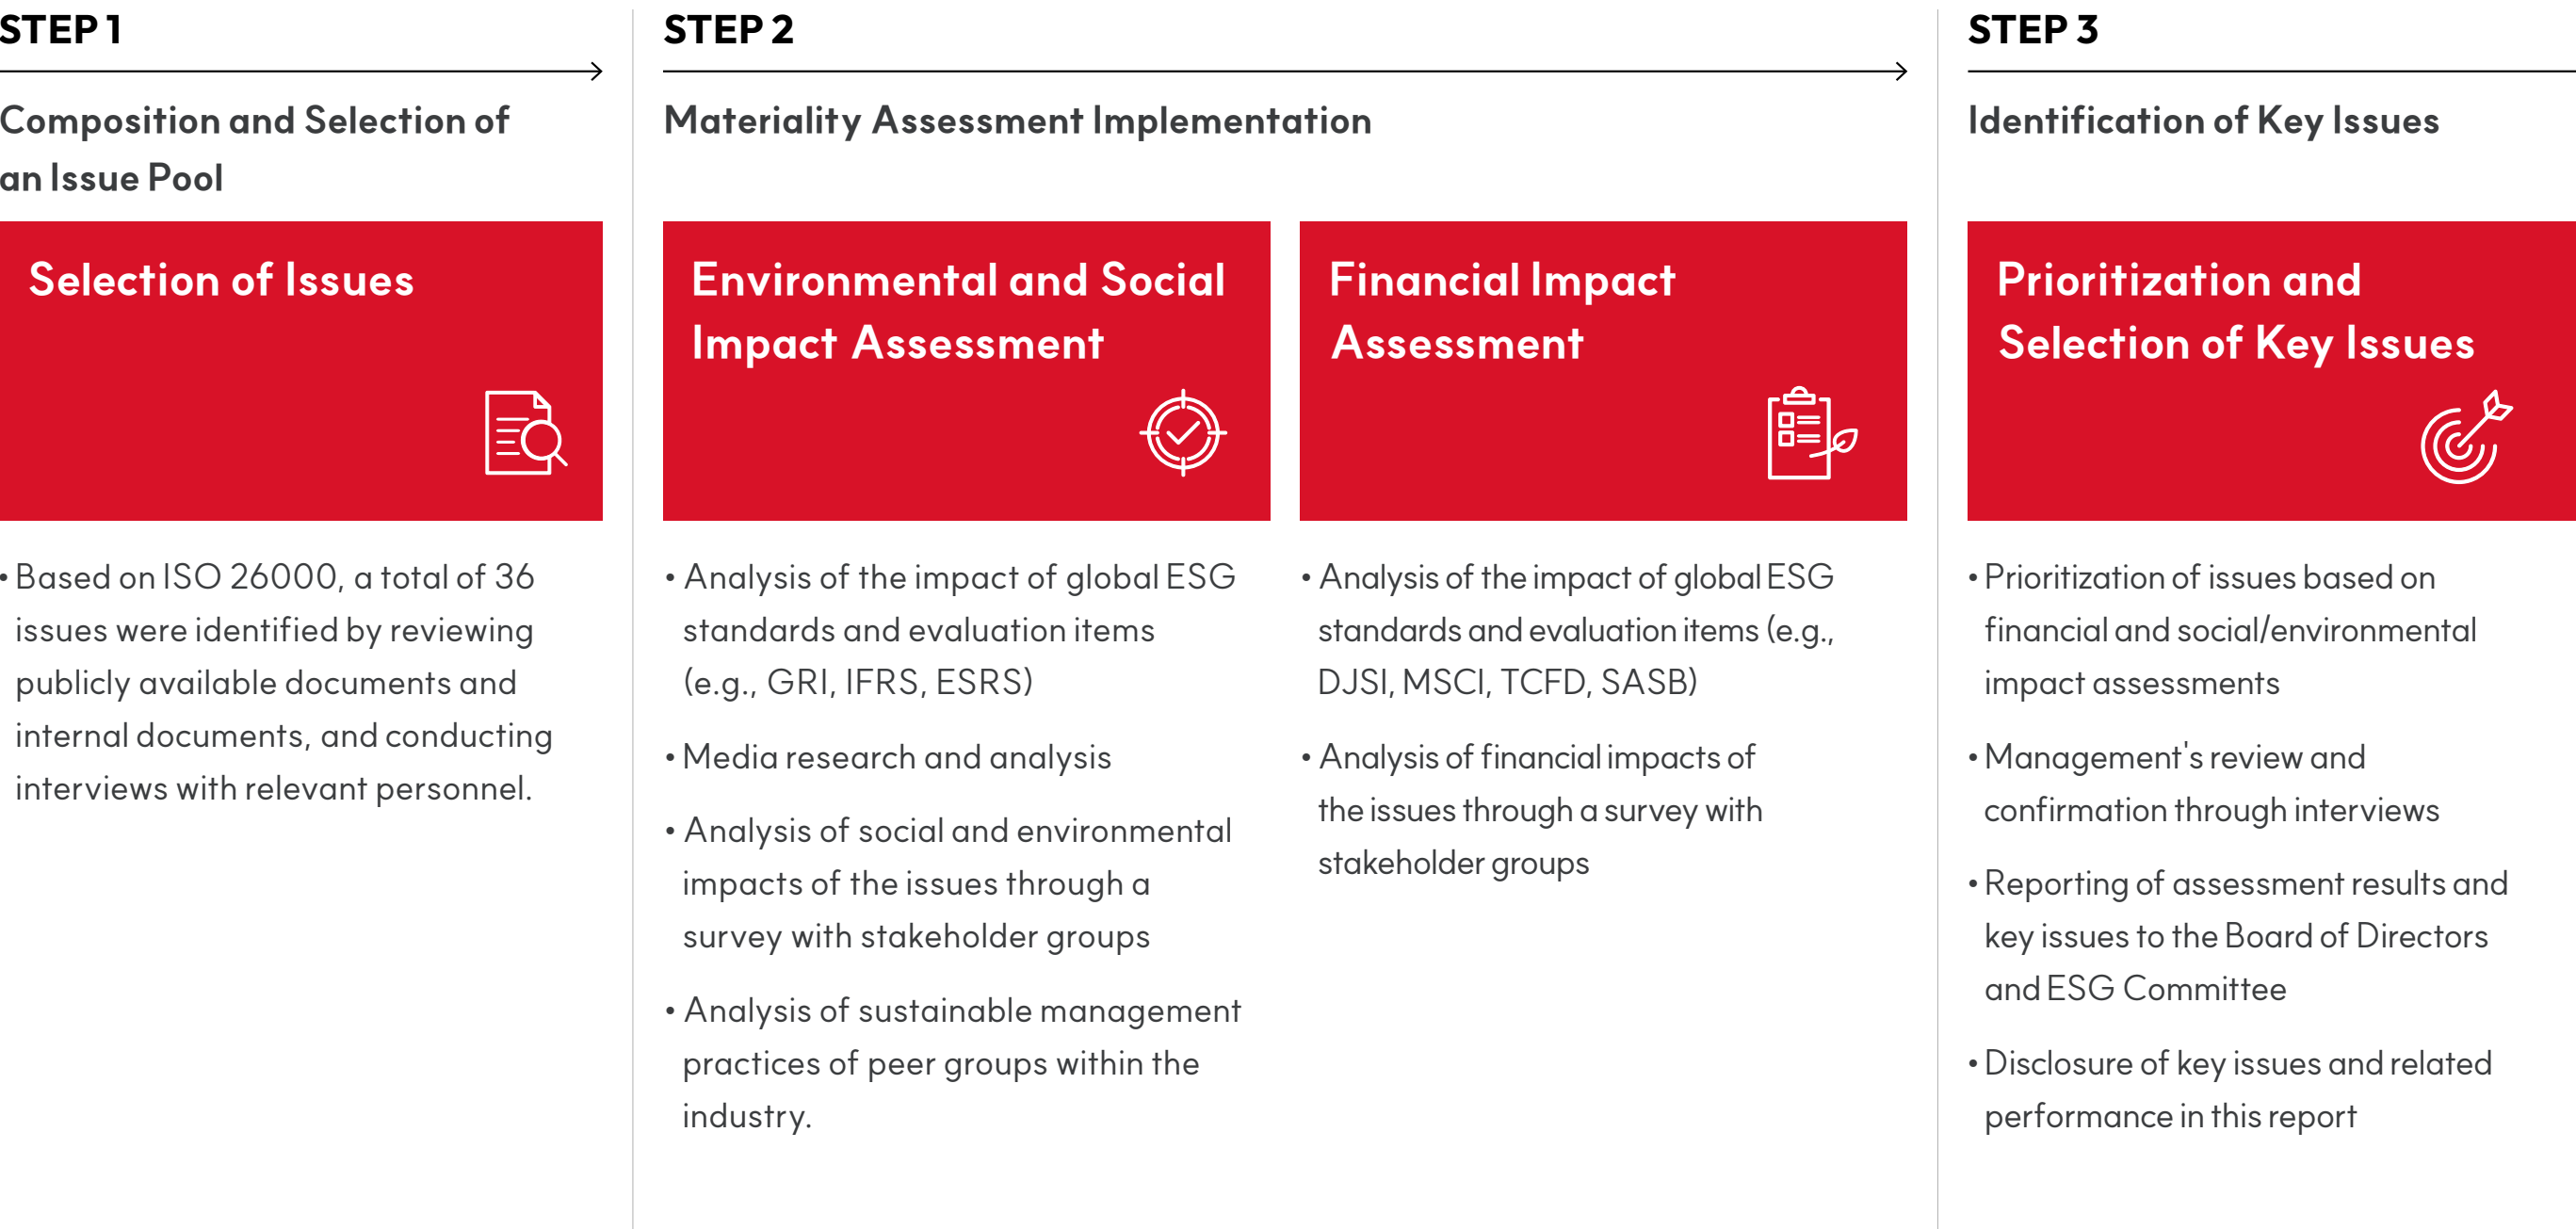 STEP 1
Composition and Selection of
an Issue Pool
Selection of Issues
• Based on ISO 26000, a total of 36
issues were identified by reviewing
publicly available documents and
internal documents, and conducting
interviews with relevant personnel.
STEP 2
Materiality Assessment Implementation
Environmental and Social
Impact Assessment
• Analysis of the impact of global ESG
standards and evaluation items
(e.g., GRI, IFRS, ESRS)
• Media research and analysis
• Analysis of social and environmental
impacts of the issues through a
survey with stakeholder groups
• Analysis of sustainable management
practices of peer groups within the
industry.
Financial Impact
Assessment
• Analysis of the impact of global ESG
standards and evaluation items (e.g.,
DJSI, MSCI, TCFD, SASB)
• Analysis of financial impacts of
the issues through a survey with
stakeholder groups
STEP 3
Identification of Key Issues
Prioritization and
Selection of Key Issues
• Prioritization of issues based on
financial and social/environmental
impact assessments
• Management's review and
confirmation through interviews
• Reporting of assessment results and
key issues to the Board of Directors
and ESG Committee
• Disclosure of key issues and related
performance in this report